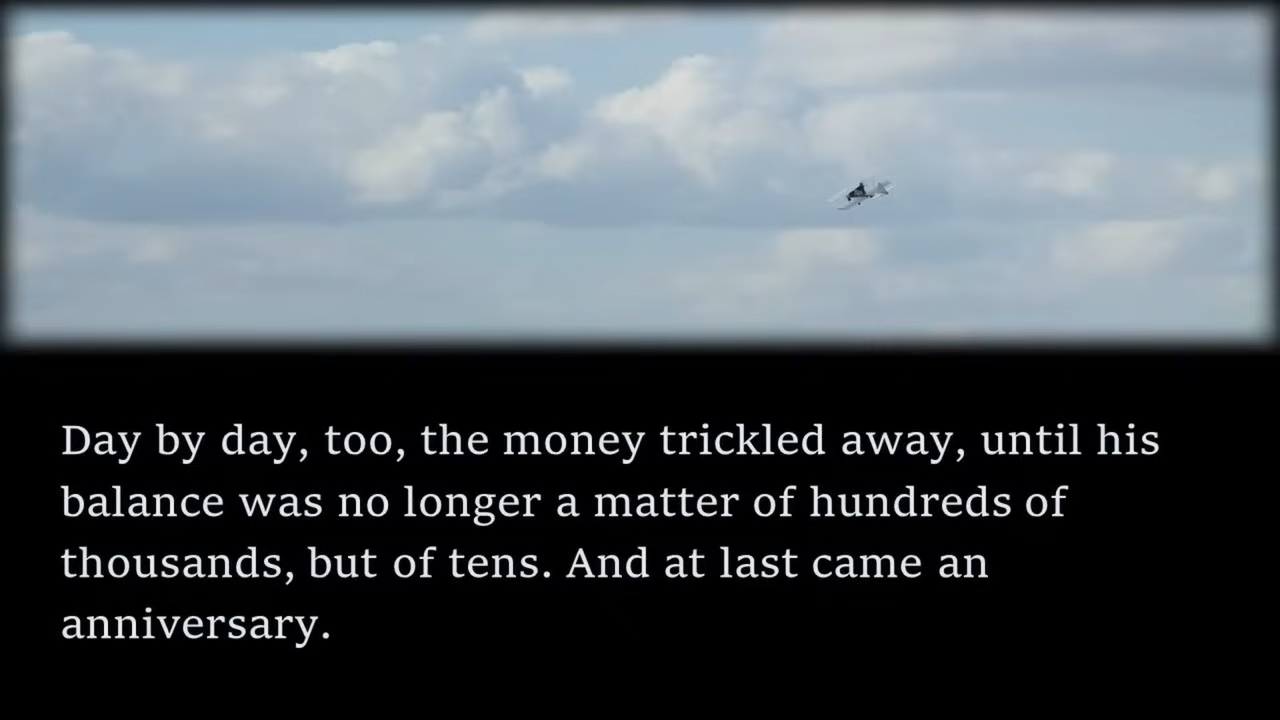 Day by day, too, the money trickled away, until his
balance was no longer a matter of hundreds of
thousands, but of tens. And at last came an
anniversary.